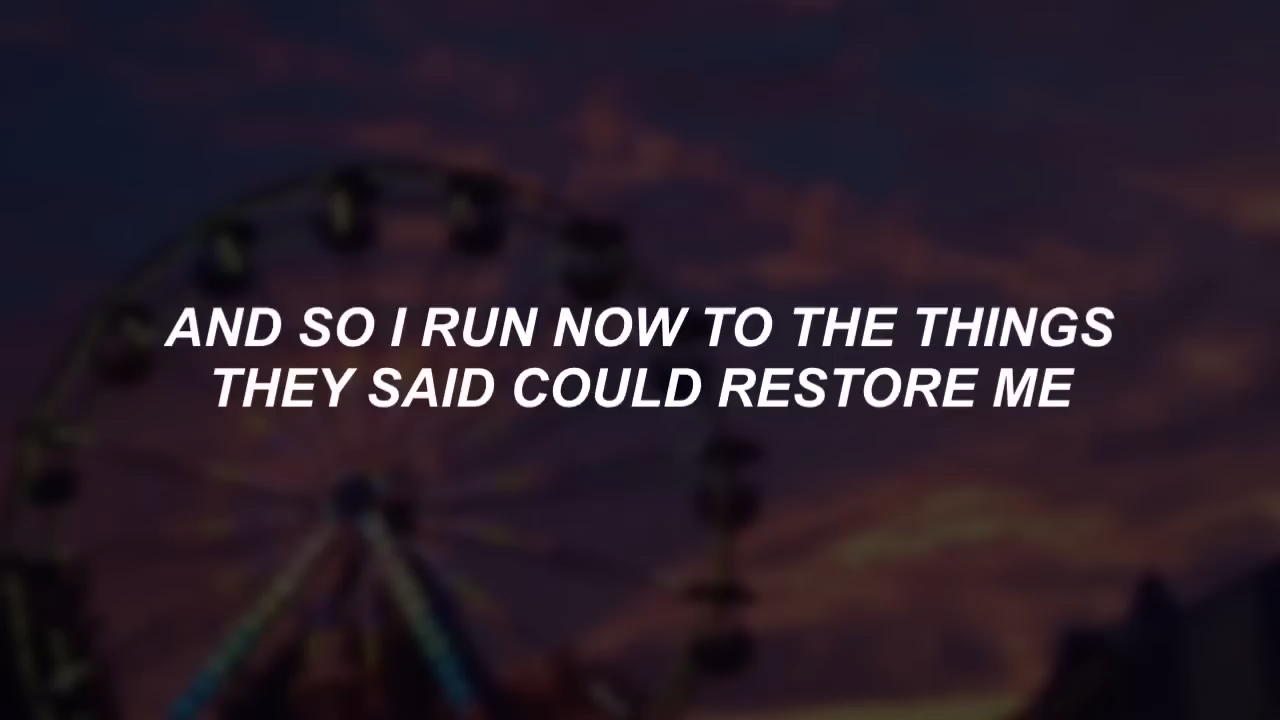 AND SO I RUN NOW TO THE THINGS
THEY SAID COULD RESTORE ME